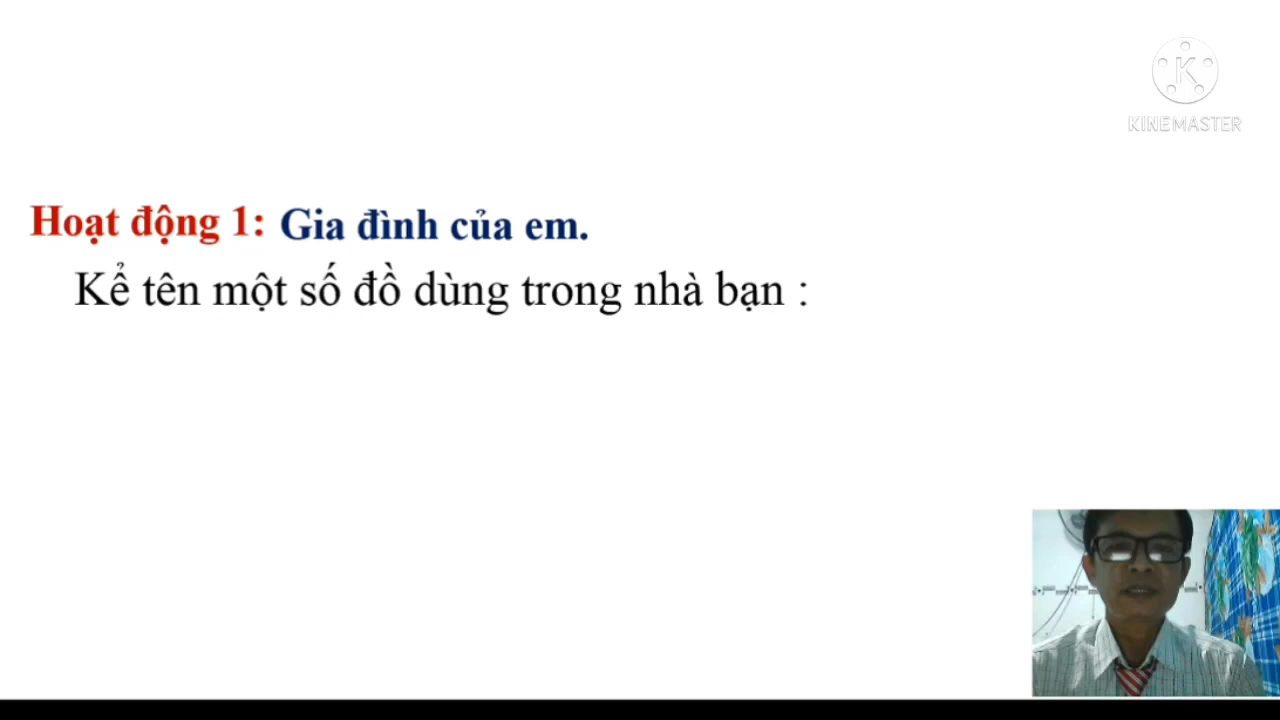 KINEMASTER
Hoạt động 1: Gia đình của em.
Kể tên một số đồ dùng trong nhà bạn :